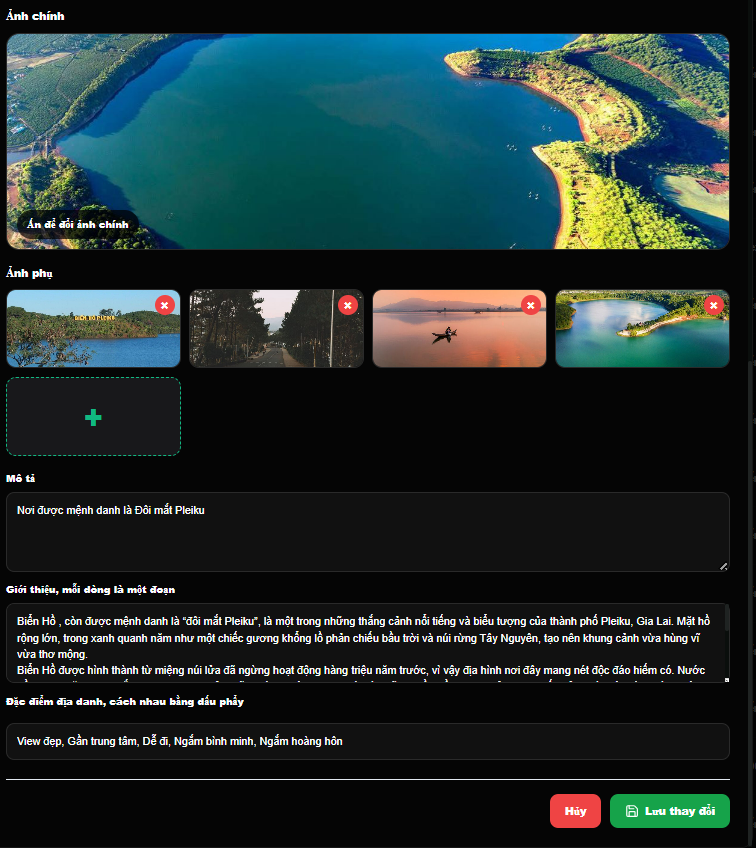 Ảnh chính
Ấn để đổi ảnh chính
Ảnh phụ
BIỂN HỒ PLEIKU
Mô tả
Nơi được mệnh danh là Đôi mắt Pleiku
Giới thiệu, mỗi dòng là một đoạn
Biển Hồ , còn được mệnh danh là “đôi mắt Pleiku”, là một trong những thắng cảnh nổi tiếng và biểu tượng của thành phố Pleiku, Gia Lai. Mặt hồ
rộng lớn, trong xanh quanh năm như một chiếc gương khổng lồ phản chiếu bầu trời và núi rừng Tây Nguyên, tạo nên khung cảnh vừa hùng vĩ
vừa thơ mộng.
Biển Hồ được hình thành từ miệng núi lửa đã ngừng hoạt động hàng triệu năm trước, vì vậy địa hình nơi đây mang nét độc đáo hiếm có. Nước
Đặc điểm địa danh, cách nhau bằng dấu phẩy
View đẹp, Gần trung tâm, Dễ đi, Ngắm bình minh, Ngắm hoàng hôn
Hủy
Lưu thay đổi